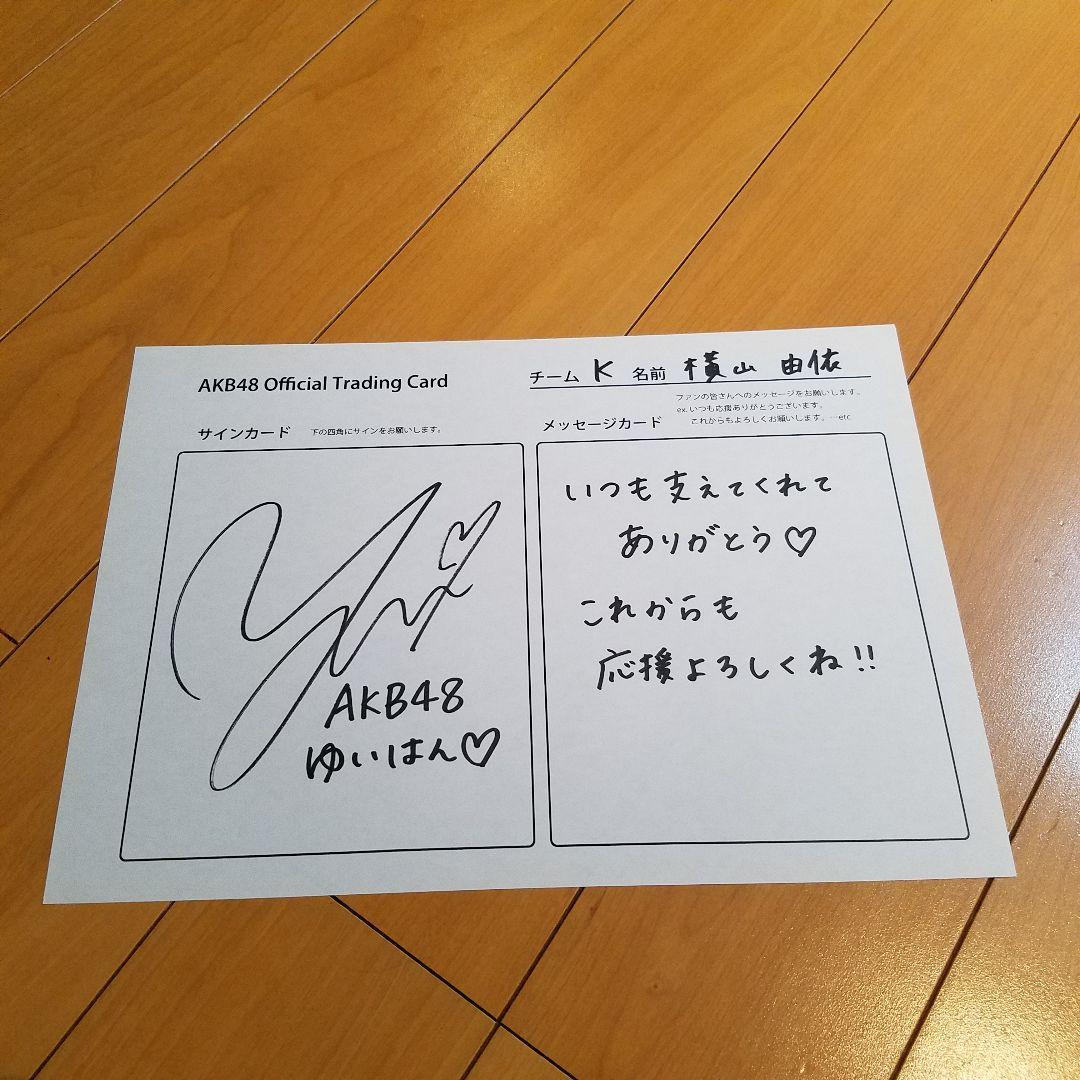 AKB48 Official Trading Card
チーム K 名前 横山 由依
サインカード 下の四角にサインをお願いします。
AKB48
ゆいはん♡
メッセージカード
ファンの皆さんへのメッセージをお願いします。
ex. いつも応援ありがとうございます。
これからもよろしくお願いします。…etc
いつも支えてくれて
ありがとう♡
これからも
応援よろしくね!!